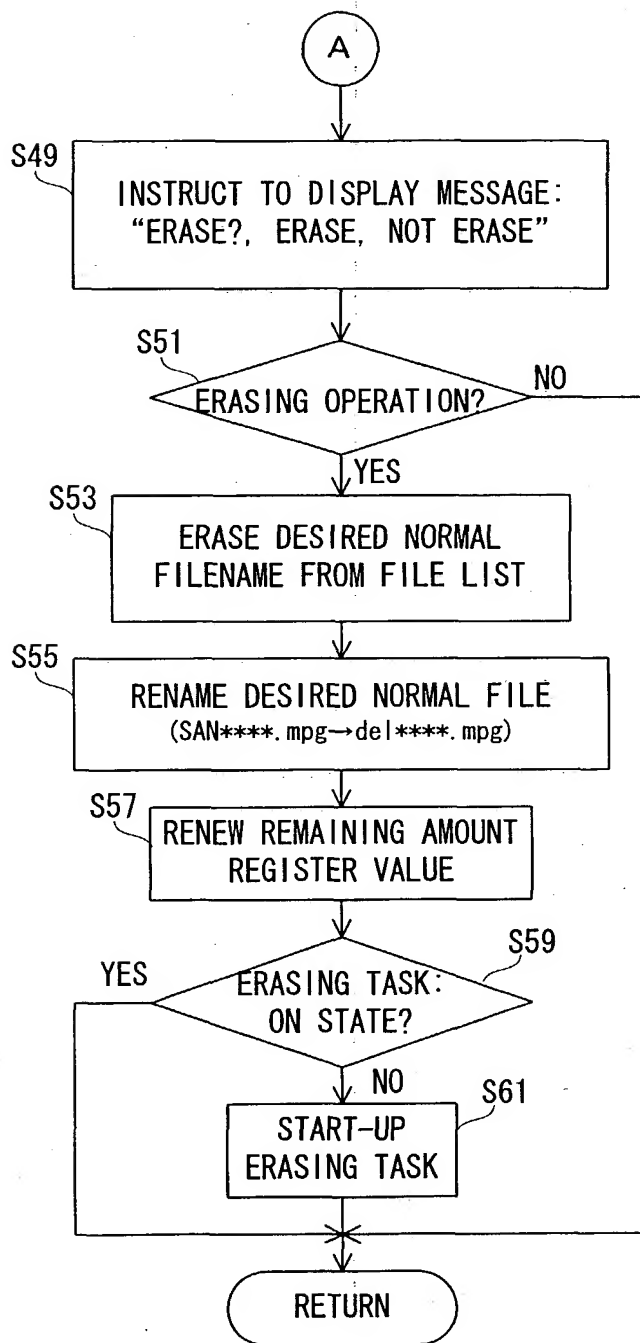 A
S49
INSTRUCT TO DISPLAY MESSAGE:
“ERASE?, ERASE, NOT ERASE”
S51
ERASING OPERATION?
NO
YES
S53
ERASE DESIRED NORMAL
FILENAME FROM FILE LIST
S55
RENAME DESIRED NORMAL FILE
(SAN****.mpg→del****.mpg)
S57
RENEW REMAINING AMOUNT
REGISTER VALUE
S59
YES
ERASING TASK:
ON STATE?
NO
S61
START-UP
ERASING TASK
RETURN